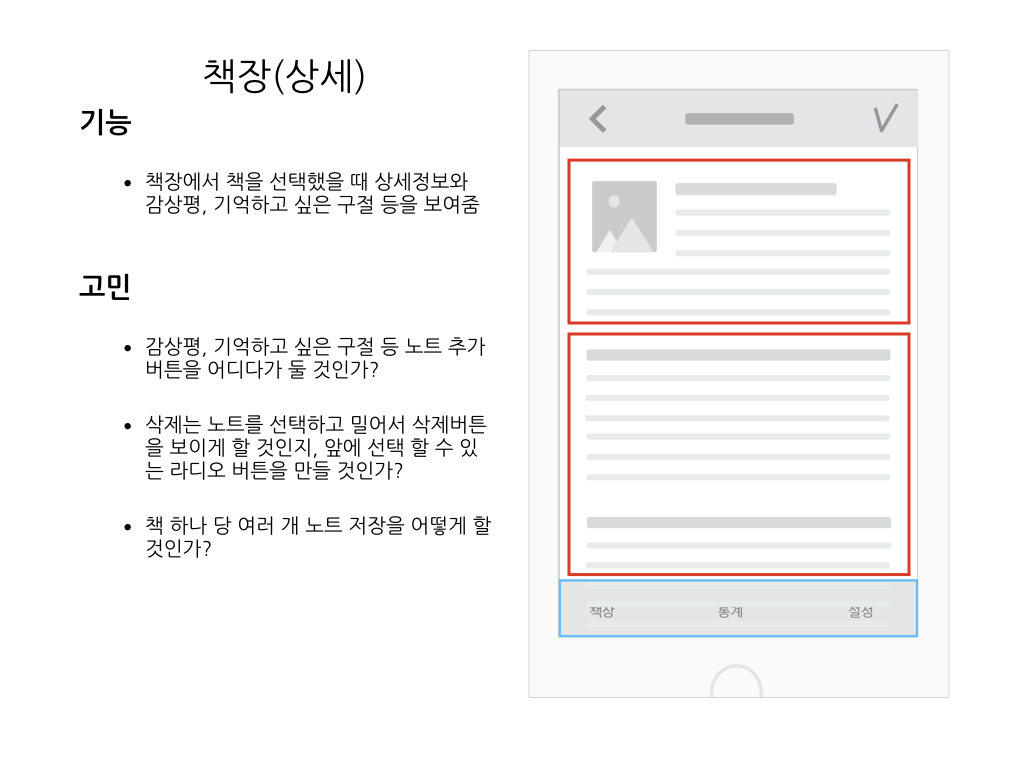 책장(상세)
기능
• 책장에서 책을 선택했을 때 상세정보와
감상평, 기억하고 싶은 구절 등을 보여줌
고민
• 감상평, 기억하고 싶은 구절 등 노트 추가
버튼을 어디다가 둘 것인가?
• 삭제는 노트를 선택하고 밀어서 삭제버튼
을 보이게 할 것인지, 앞에 선택 할 수 있
는 라디오 버튼을 만들 것인가?
• 책 하나 당 여러 개 노트 저장을 어떻게 할
것인가?
책상 통계 설정